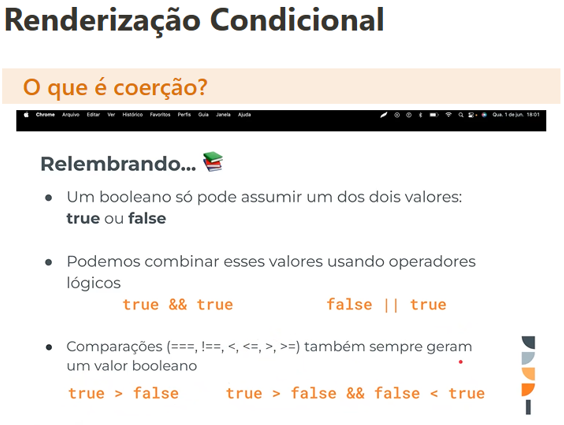 Renderização Condicional
O que é coerção?
Chrome Arquivo Editar Ver Histórico Favoritos Perfis Guia Janela Ajuda Qua. 1 de jun. 18:01
Relembrando...
● Um booleano só pode assumir um dos dois valores:
true ou false
● Podemos combinar esses valores usando operadores
lógicos
true && true false || true
● Comparações (===, !==, <, <=, >, >=) também sempre geram
um valor booleano
true > false true > false && false < true